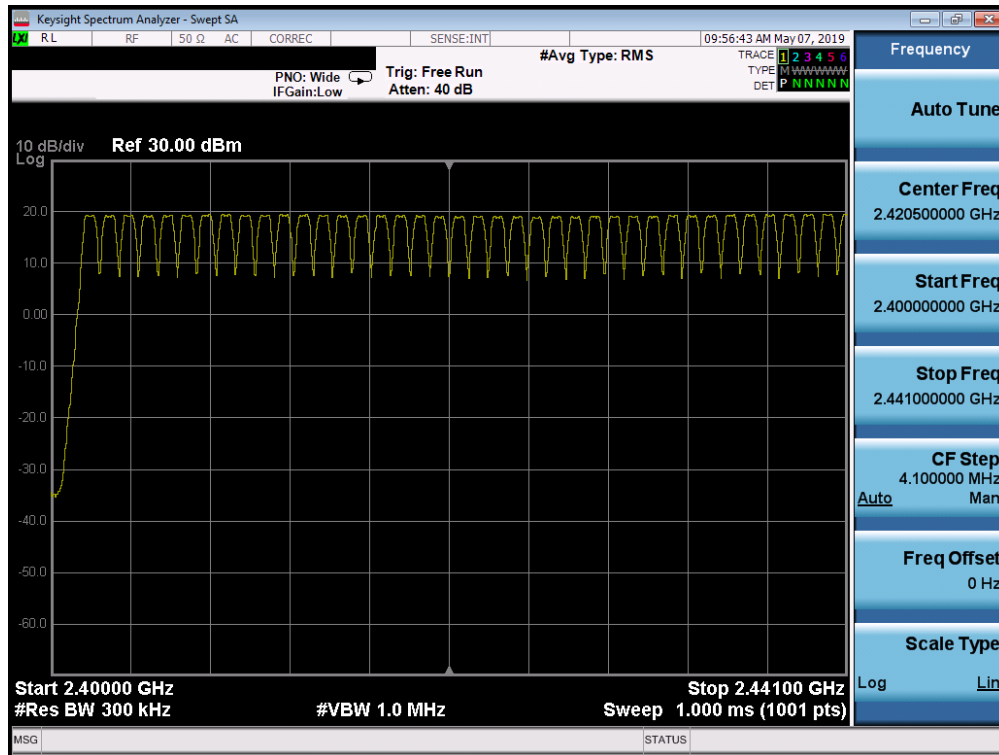 Keysight Spectrum Analyzer - Swept SA
LXI RL RF 50 Ω AC CORREC SENSE:INT 09:56:43 AM May 07, 2019
#Avg Type: RMS
TRACE 1 2 3 4 5 6
PNO: Wide Trig: Free Run
TYPE M WWWWW
IFGain:Low Atten: 40 dB
DET P N N N N N
10 dB/div Ref 30.00 dBm
Log
20.0
10.0
0.00
-10.0
-20.0
-30.0
-40.0
-50.0
-60.0
Start 2.40000 GHz Stop 2.44100 GHz
#Res BW 300 kHz #VBW 1.0 MHz Sweep 1.000 ms (1001 pts)
MSG STATUS
Frequency
Auto Tune
Center Freq
2.420500000 GHz
Start Freq
2.400000000 GHz
Stop Freq
2.441000000 GHz
CF Step
4.100000 MHz
Auto Man
Freq Offset
0 Hz
Scale Type
Log Lin